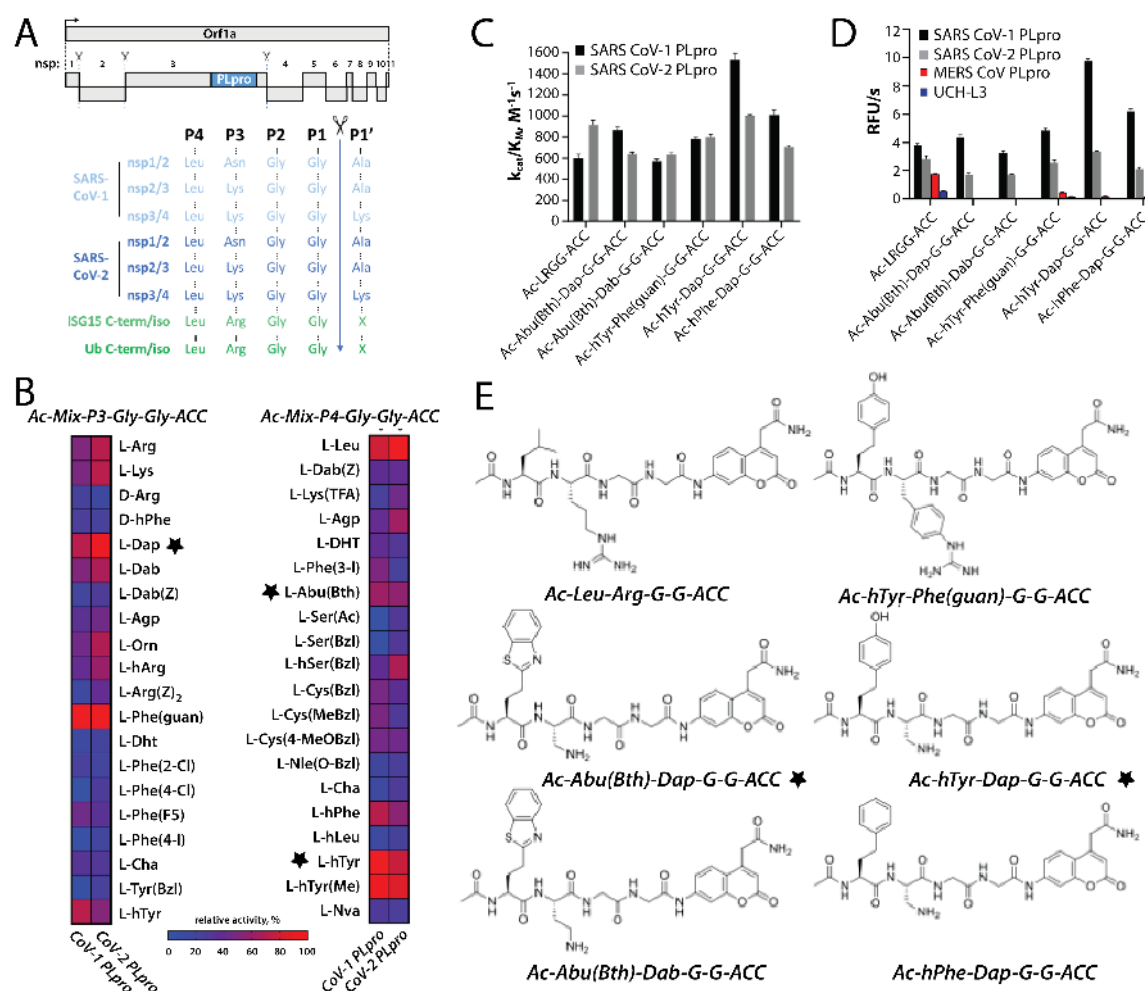 A
Orf1a
nsp: 1 2 3 4 5 6 7 8 9 10 11
PLpro
P4 P3 P2 P1 P1'
SARS-CoV-1
nsp1/2 Leu Asn Gly Gly Ala
nsp2/3 Leu Lys Gly Gly Ala
nsp3/4 Leu Lys Gly Gly Lys
SARS-CoV-2
nsp1/2 Leu Asn Gly Gly Ala
nsp2/3 Leu Lys Gly Gly Ala
nsp3/4 Leu Lys Gly Gly Lys
ISG15 C-term/iso Leu Arg Gly Gly X
Ub C-term/iso Leu Arg Gly Gly X
B
Ac-Mix-P3-Gly-Gly-ACC
L-Arg
L-Lys
D-Arg
D-hPhe
L-Dap
L-Dab
L-Dab(Z)
L-Agp
L-Orn
L-hArg
L-Arg(Z)2
L-Phe(guan)
L-Dht
L-Phe(2-Cl)
L-Phe(4-Cl)
L-Phe(F5)
L-Phe(4-I)
L-Cha
L-Tyr(Bzl)
L-hTyr
CoV-1 PLpro
CoV-2 PLpro
relative activity, %
0 20 40 60 80 100
Ac-Mix-P4-Gly-Gly-ACC
L-Leu
L-Dab(Z)
L-Lys(TFA)
L-Agp
L-DHT
L-Phe(3-I)
L-Abu(Bth)
L-Ser(Ac)
L-Ser(Bzl)
L-hSer(Bzl)
L-Cys(Bzl)
L-Cys(MeBzl)
L-Cys(4-MeOBzl)
L-Nle(O-Bzl)
L-Cha
L-hPhe
L-hLeu
L-hTyr
L-hTyr(Me)
L-Nva
CoV-1 PLpro
CoV-2 PLpro
C
SARS CoV-1 PLpro
SARS CoV-2 PLpro
kcat/KM, M-1s-1
1600
1400
1200
1000
800
600
400
200
0
Ac-LRGG-ACC
Ac-Abu(Bth)-Dap-G-G-ACC
Ac-Abu(Bth)-Dab-G-G-ACC
Ac-hTyr-Phe(guan)-G-G-ACC
Ac-hTyr-Dap-G-G-ACC
Ac-hPhe-Dap-G-G-ACC
D
SARS CoV-1 PLpro
SARS CoV-2 PLpro
MERS CoV PLpro
UCH-L3
RFU/s
12
10
8
6
4
2
0
Ac-LRGG-ACC
Ac-Abu(Bth)-Dap-G-G-ACC
Ac-Abu(Bth)-Dab-G-G-ACC
Ac-hTyr-Phe(guan)-G-G-ACC
Ac-hTyr-Dap-G-G-ACC
Ac-hPhe-Dap-G-G-ACC
E
Ac-Leu-Arg-G-G-ACC
Ac-hTyr-Phe(guan)-G-G-ACC
Ac-Abu(Bth)-Dap-G-G-ACC
Ac-hTyr-Dap-G-G-ACC
Ac-Abu(Bth)-Dab-G-G-ACC
Ac-hPhe-Dap-G-G-ACC